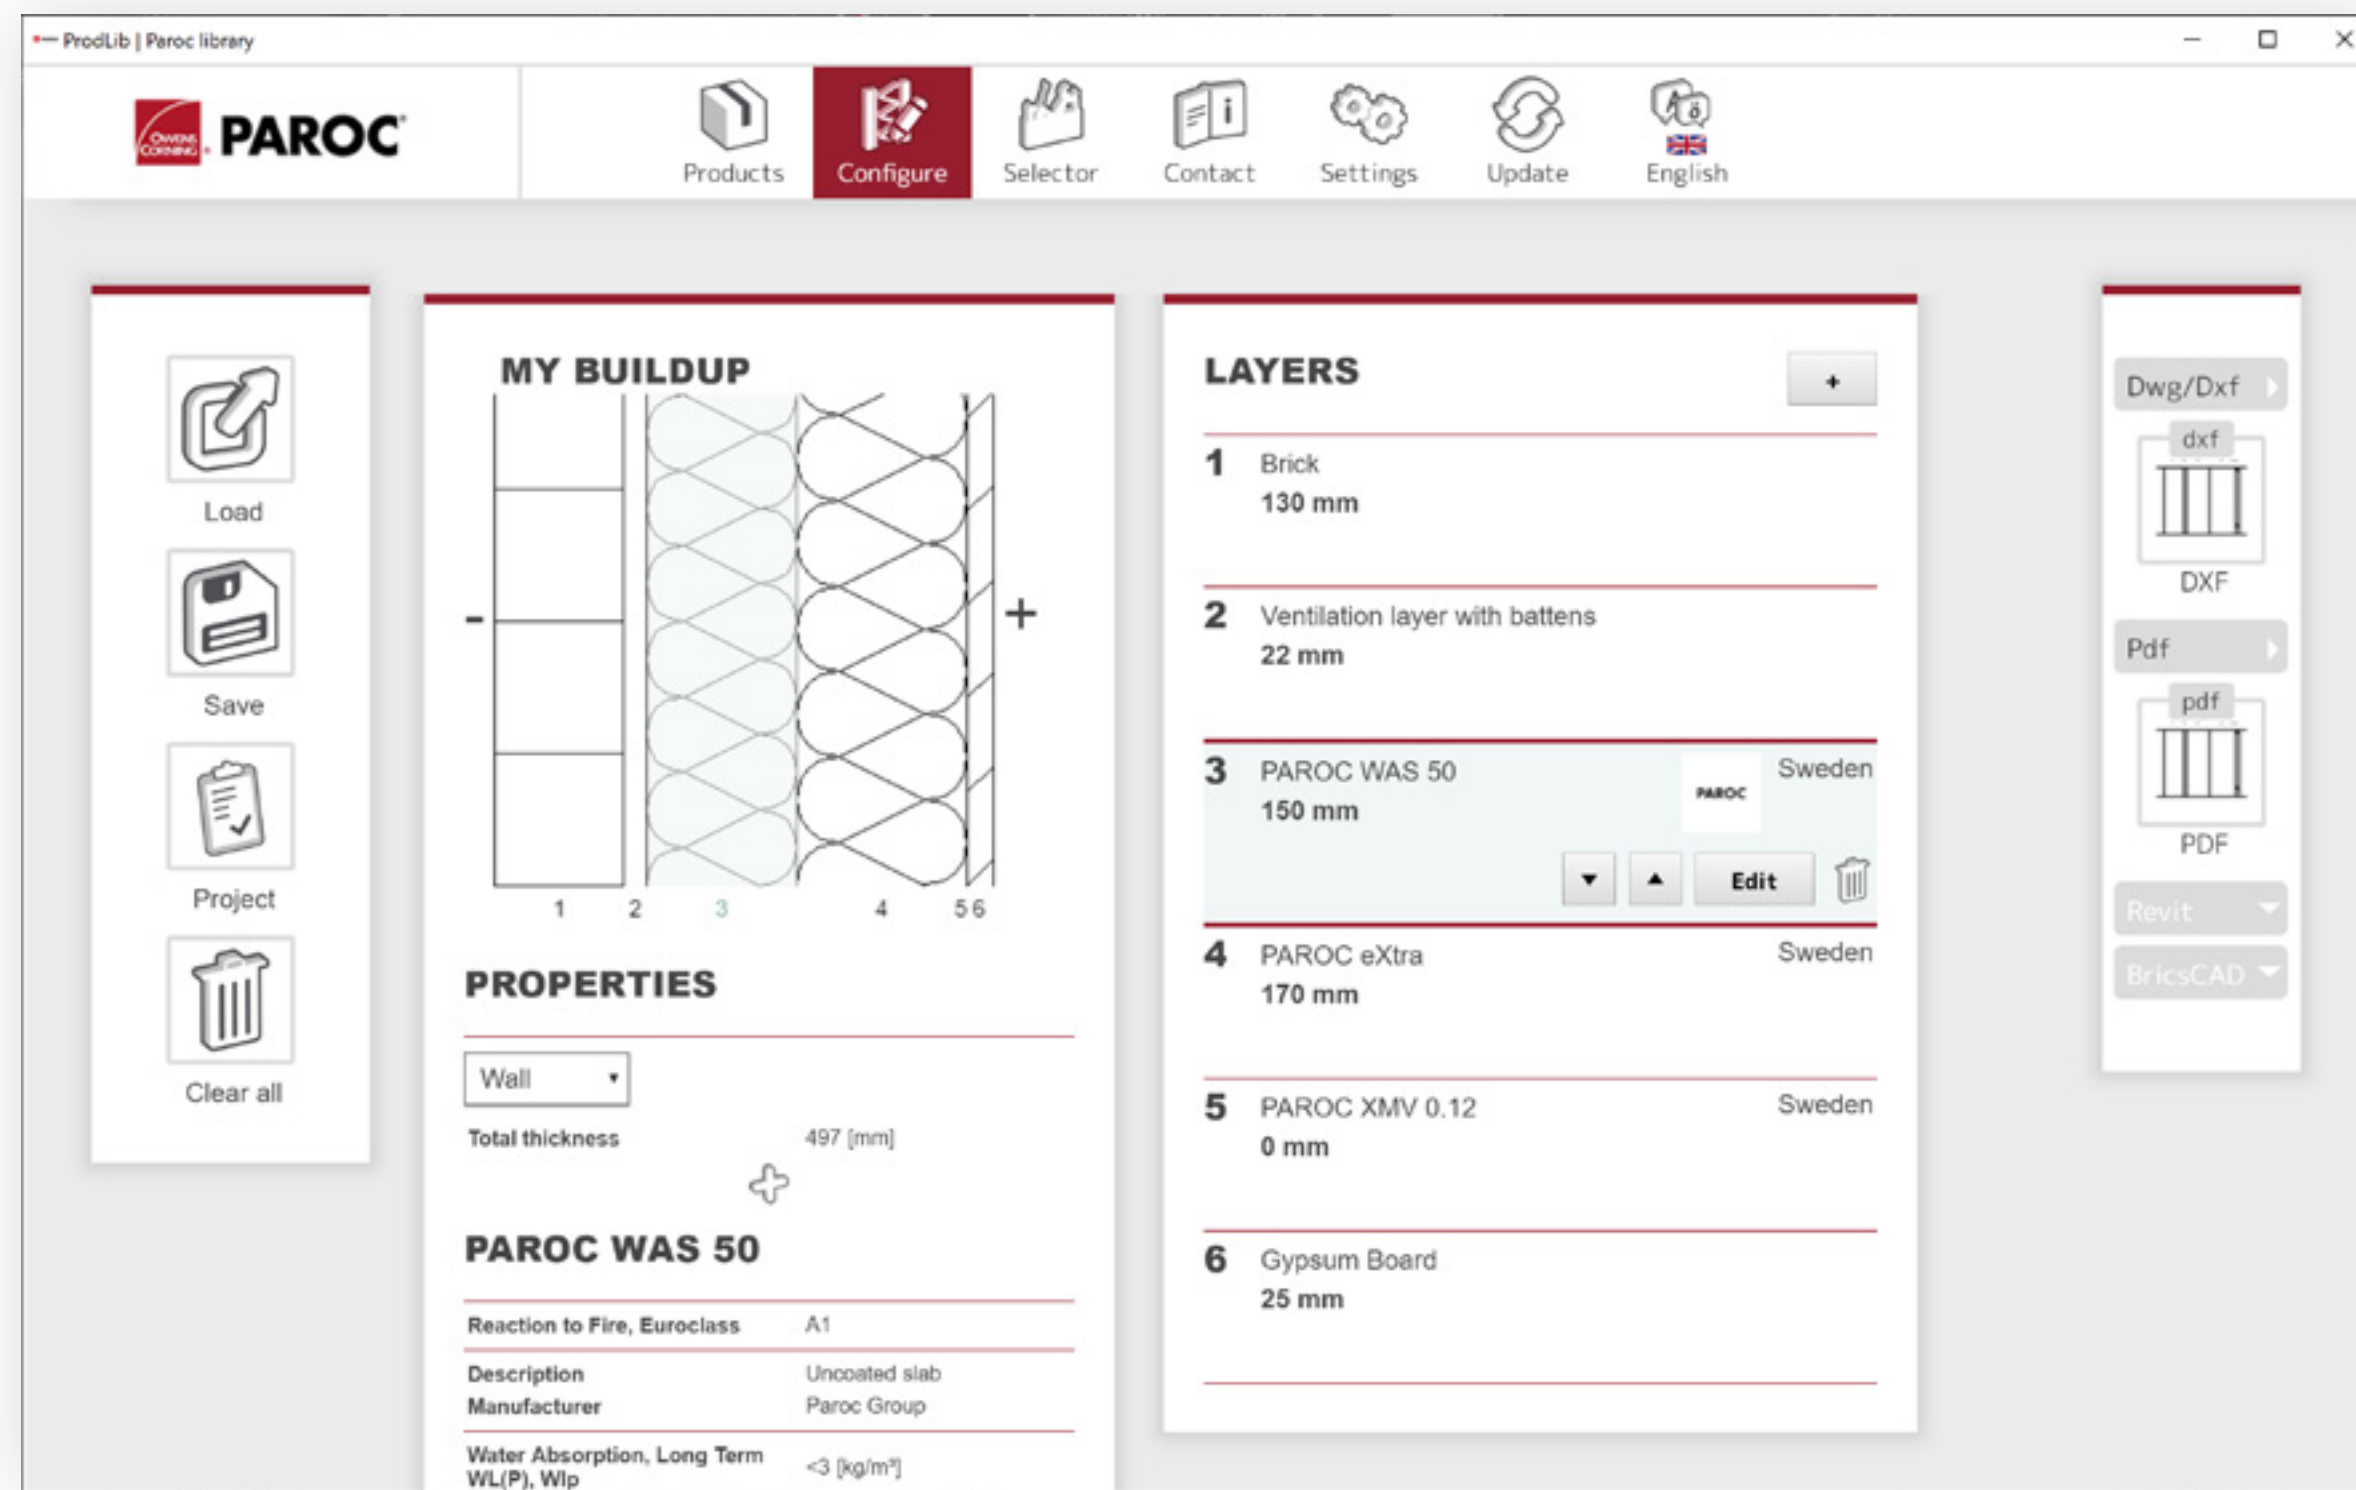 ProdLib | Paroc library
OWENS CORNING
PAROC
Products
Configure
Selector
Contact
Settings
Update
English
Load
Save
Project
Clear all
MY BUILDUP
- +
1 2 3 4 5 6
PROPERTIES
Wall
Total thickness 497 [mm]
PAROC WAS 50
Reaction to Fire, Euroclass A1
Description Uncoated slab
Manufacturer Paroc Group
Water Absorption, Long Term
WL(P), Wlp <3 [kg/m³]
LAYERS
+
1 Brick
130 mm
2 Ventilation layer with battens
22 mm
3 PAROC WAS 50 PAROC Sweden
150 mm
Edit
4 PAROC eXtra Sweden
170 mm
5 PAROC XMV 0.12 Sweden
0 mm
6 Gypsum Board
25 mm
Dwg/Dxf
dxf
DXF
Pdf
pdf
PDF
Revit
BricsCAD